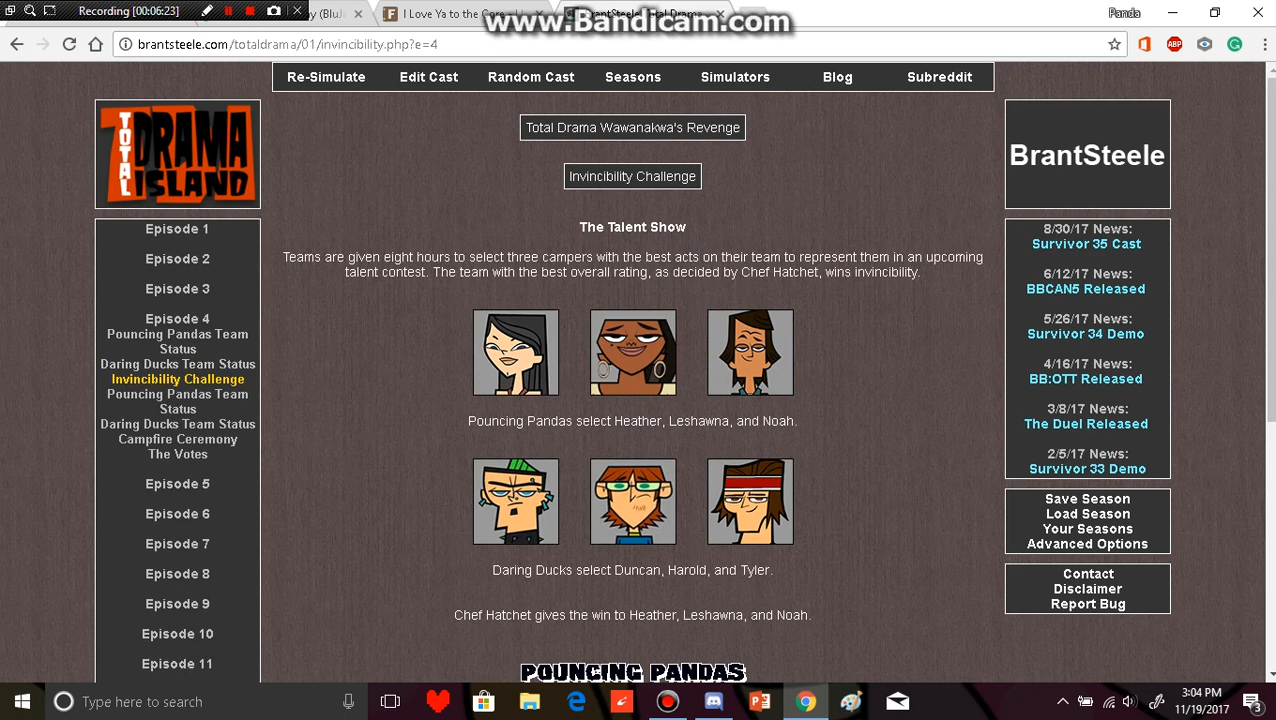 Recording [00:06:23]
y (Blule
I Love Ya to the Core - U
BrantSteele Total Drama
www.Bandicam.com
Panda
brantsteele.com/totaldrama/01/invincibility.php?e=4
ABP
Re-Simulate Edit Cast Random Cast Seasons Simulators Blog Subreddit
TOTAL DRAMA ISLAND
Episode 1
Episode 2
Episode 3
Episode 4
Pouncing Pandas Team
Status
Daring Ducks Team Status
Invincibility Challenge
Pouncing Pandas Team
Status
Daring Ducks Team Status
Campfire Ceremony
The Votes
Episode 5
Episode 6
Episode 7
Episode 8
Episode 9
Episode 10
Episode 11
Total Drama Wawanakwa's Revenge
Invincibility Challenge
The Talent Show
Teams are given eight hours to select three campers with the best acts on their team to represent them in an upcoming
talent contest. The team with the best overall rating, as decided by Chef Hatchet, wins invincibility.
Pouncing Pandas select Heather, Leshawna, and Noah.
Daring Ducks select Duncan, Harold, and Tyler.
Chef Hatchet gives the win to Heather, Leshawna, and Noah.
POUNCING PANDAS
BrantSteele
8/30/17 News:
Survivor 35 Cast
6/12/17 News:
BBCAN5 Released
5/26/17 News:
Survivor 34 Demo
4/16/17 News:
BB:OTT Released
3/8/17 News:
The Duel Released
2/5/17 News:
Survivor 33 Demo
Save Season
Load Season
Your Seasons
Advanced Options
Contact
Disclaimer
Report Bug
Type here to search
3:04 PM
11/19/2017
3